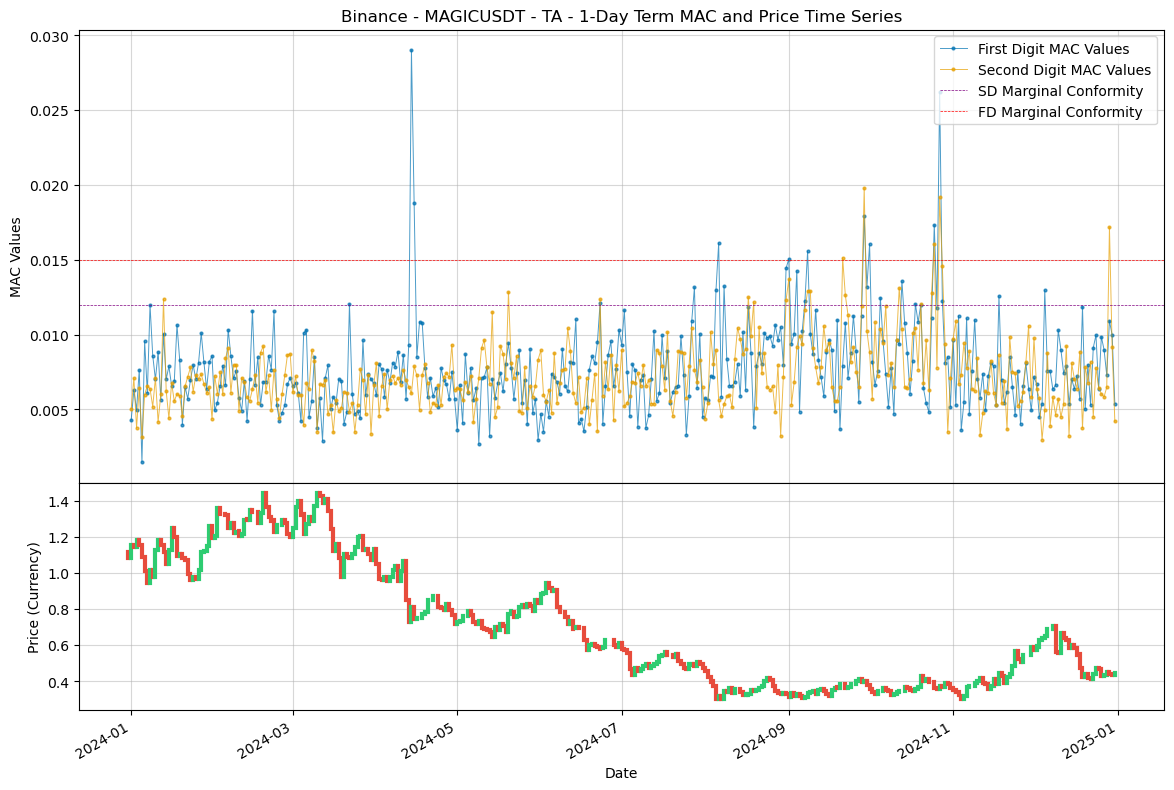 Binance - MAGICUSDT - TA - 1-Day Term MAC and Price Time Series
First Digit MAC Values
Second Digit MAC Values
SD Marginal Conformity
FD Marginal Conformity
MAC Values
0.030
0.025
0.020
0.015
0.010
0.005
Price (Currency)
1.4
1.2
1.0
0.8
0.6
0.4
2024-01
2024-03
2024-05
2024-07
2024-09
2024-11
2025-01
Date